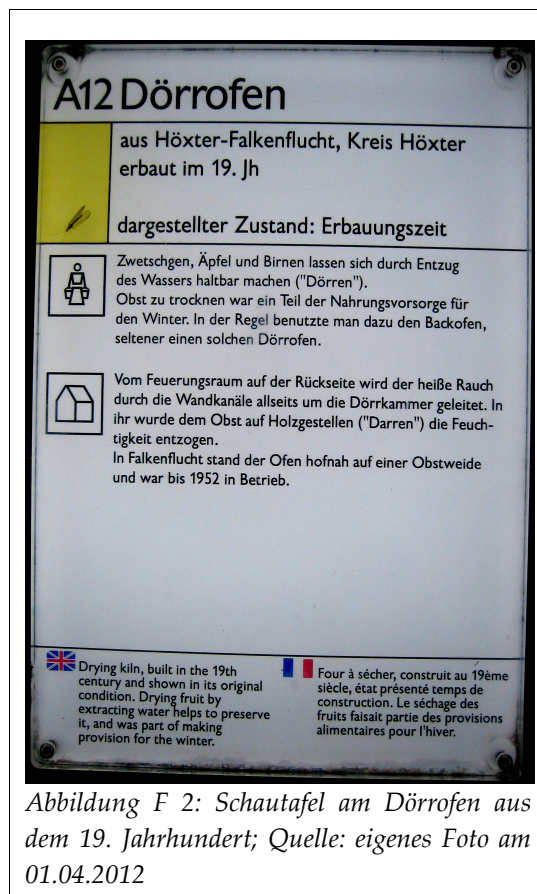 A12 Dörrofen
aus Höxter-Falkenflucht, Kreis Höxter
erbaut im 19. Jh
dargestellter Zustand: Erbauungszeit
Zwetschgen, Äpfel und Birnen lassen sich durch Entzug
des Wassers haltbar machen ("Dörren").
Obst zu trocknen war ein Teil der Nahrungsvorsorge für
den Winter. In der Regel benutzte man dazu den Backofen,
seltener einen solchen Dörrofen.
Vom Feuerungsraum auf der Rückseite wird der heiße Rauch
durch die Wandkanäle allseits um die Dörrkammer geleitet. In
ihr wurde dem Obst auf Holzgestellen ("Darren") die Feuch-
tigkeit entzogen.
In Falkenflucht stand der Ofen hofnah auf einer Obstweide
und war bis 1952 in Betrieb.
Drying kiln, built in the 19th
century and shown in its original
condition. Drying fruit by
extracting water helps to preserve
it, and was part of making
provision for the winter.
Four à sécher, construit au 19ème
siècle, état présenté temps de
construction. Le séchage des
fruits faisait partie des provisions
alimentaires pour l'hiver.
Abbildung F 2: Schautafel am Dörrofen aus
dem 19. Jahrhundert; Quelle: eigenes Foto am
01.04.2012